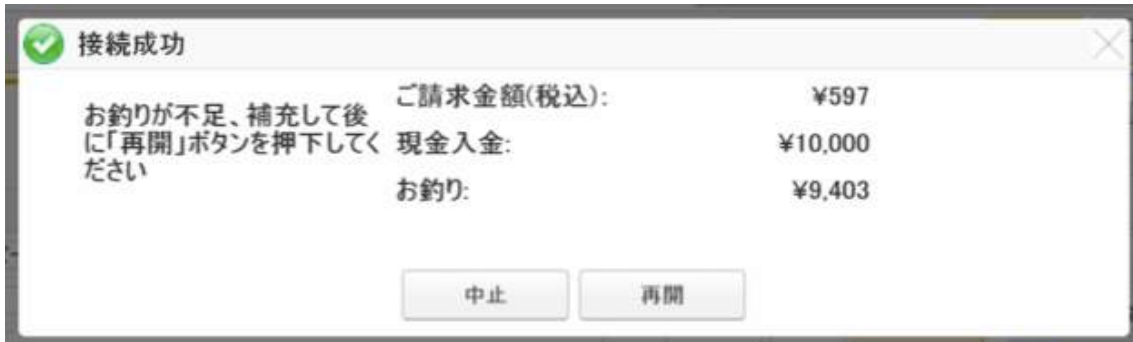 接続成功
お釣りが不足、補充して後
に「再開」ボタンを押下してく
ださい
ご請求金額(税込): ¥597
現金入金: ¥10,000
お釣り: ¥9,403
中止 再開